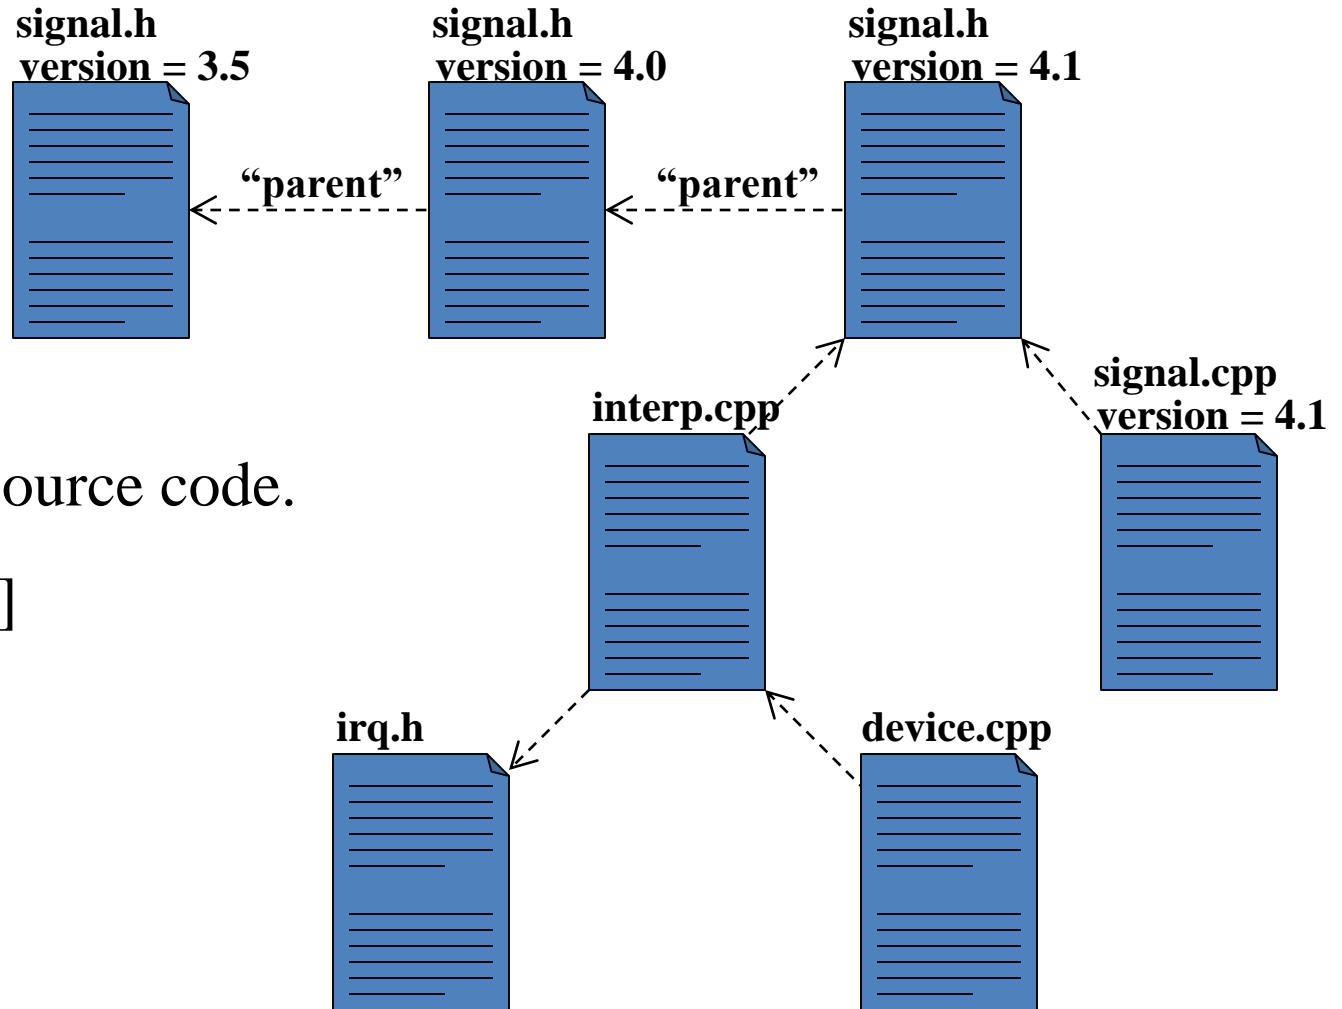 signal.h
version = 3.5
signal.h
version = 4.0
signal.h
version = 4.1
“parent”
“parent”
signal.cpp
version = 4.1
interp.cpp
ource code.
]
irq.h
device.cpp